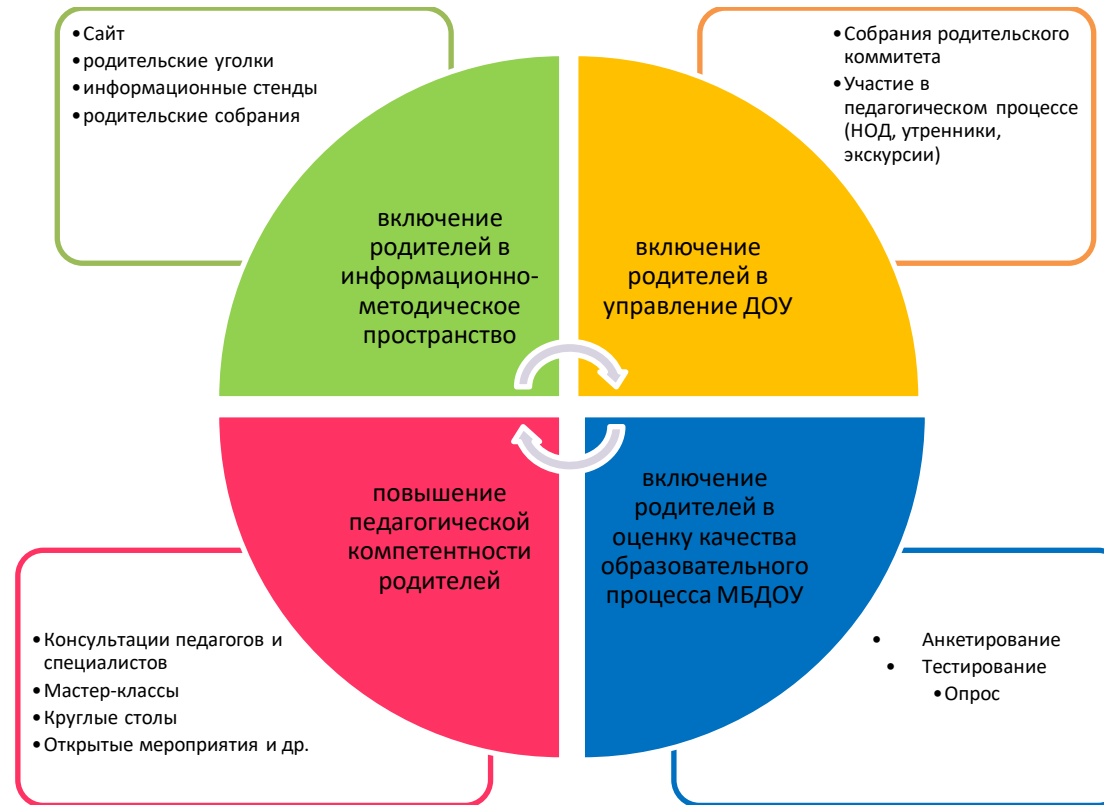 • Сайт
• родительские уголки
• информационные стенды
• родительские собрания
• Собрания родительского
коммитета
• Участие в
педагогическом процессе
(НОД, утренники,
экскурсии)
включение
родителей в
информационно-
методическое
пространство
включение
родителей в
управление ДОУ
повышение
педагогической
компетентности
родителей
включение
родителей в
оценку качества
образовательного
процесса МБДОУ
• Консультации педагогов и
специалистов
• Мастер-классы
• Круглые столы
• Открытые мероприятия и др.
• Анкетирование
• Тестирование
• Опрос